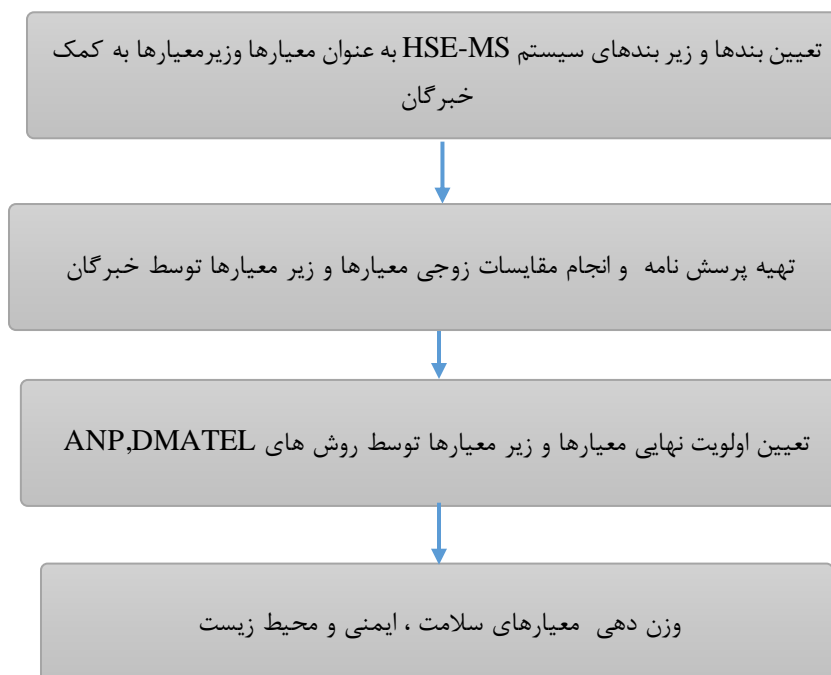 تعیین بندها و زیر بندهای سیستم HSE-MS به عنوان معیارها وزیرمعیارها به کمک
خبرگان
تهیه پرسش نامه و انجام مقایسات زوجی معیارها و زیر معیارها توسط خبرگان
تعیین اولویت نهایی معیارها و زیر معیارها توسط روش های ANP,DMATEL
وزن دهی معیارهای سلامت ، ایمنی و محیط زیست